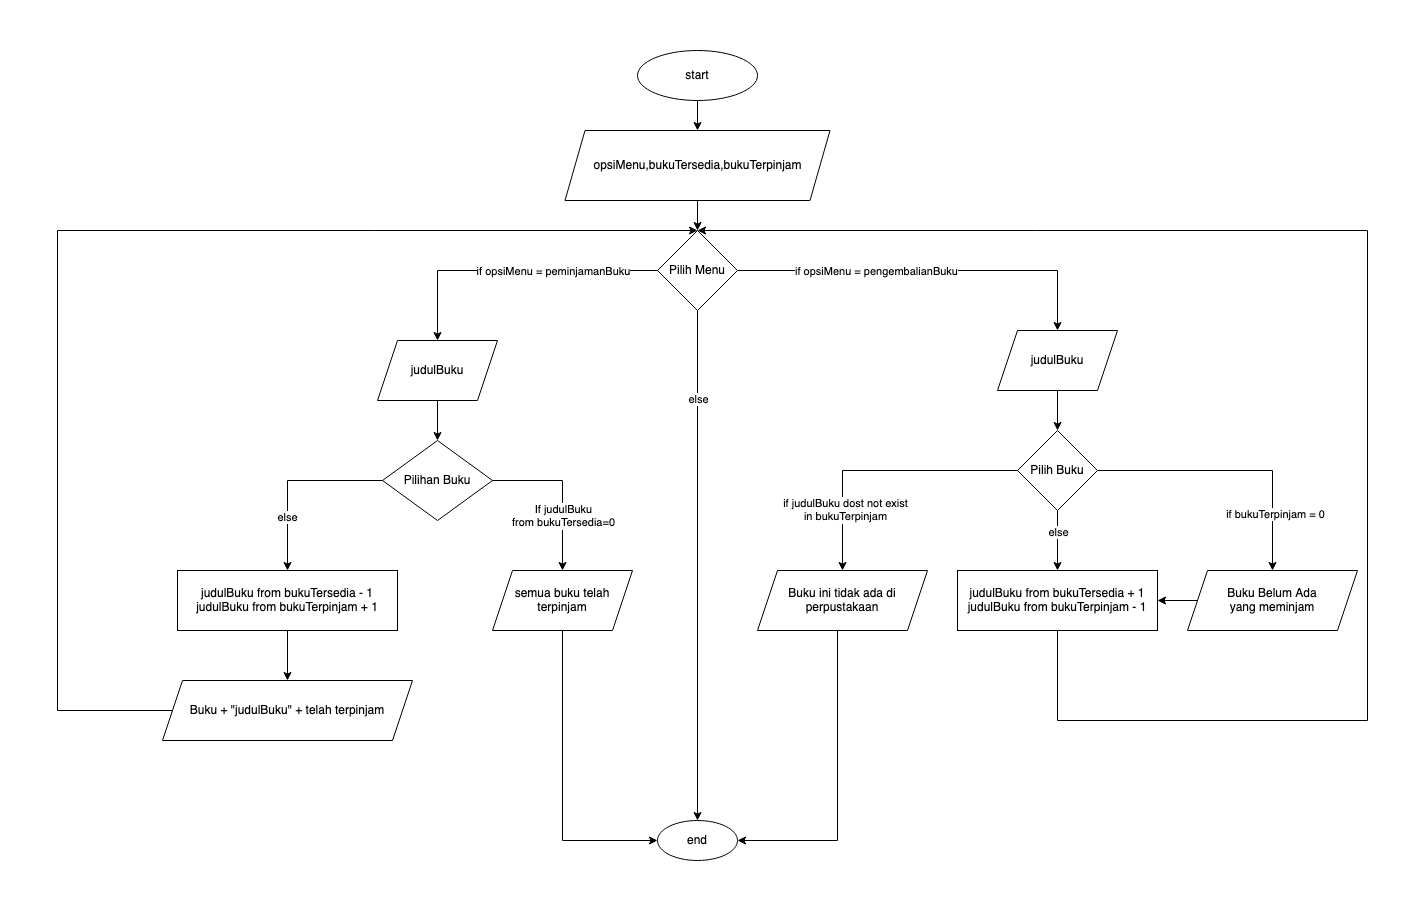 start
opsiMenu,bukuTersedia,bukuTerpinjam
Pilih Menu
if opsiMenu = peminjamanBuku
if opsiMenu = pengembalianBuku
judulBuku
judulBuku
else
Pilihan Buku
Pilih Buku
else
If judulBuku
from bukuTersedia=0
if judulBuku dost not exist
in bukuTerpinjam
else
if bukuTerpinjam = 0
judulBuku from bukuTersedia - 1
judulBuku from bukuTerpinjam + 1
semua buku telah
terpinjam
Buku ini tidak ada di
perpustakaan
judulBuku from bukuTersedia + 1
judulBuku from bukuTerpinjam - 1
Buku Belum Ada
yang meminjam
Buku + "judulBuku" + telah terpinjam
end